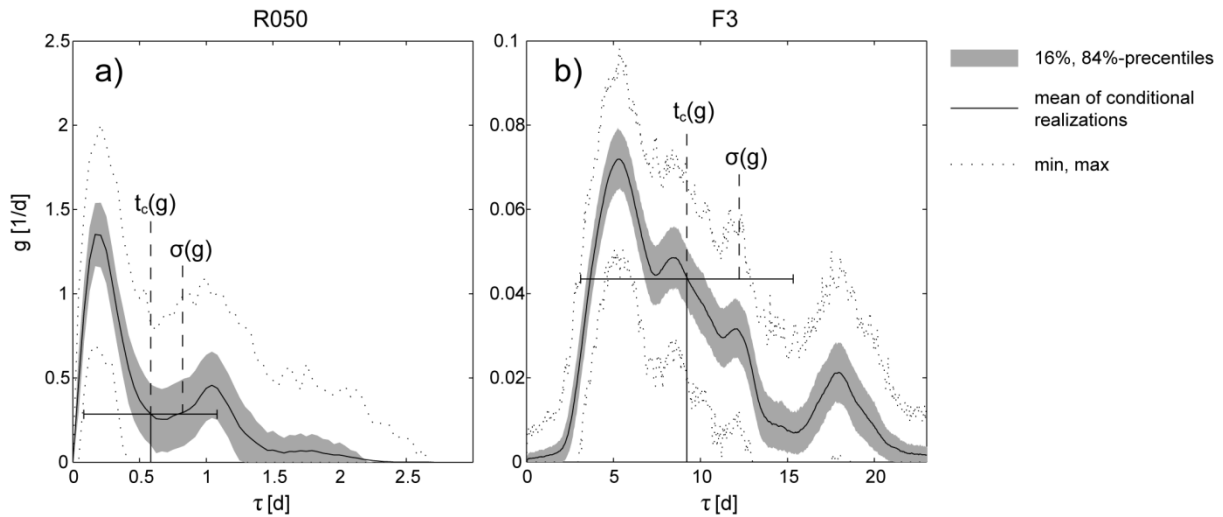 R050
a)
t_c(g)
σ(g)
g [1/d]
2.5
2
1.5
1
0.5
0
0 0.5 1 1.5 2 2.5
τ [d]
F3
b)
t_c(g)
σ(g)
0.1
0.08
0.06
0.04
0.02
0
0 5 10 15 20
τ [d]
16%, 84%-precentiles
mean of conditional
realizations
min, max